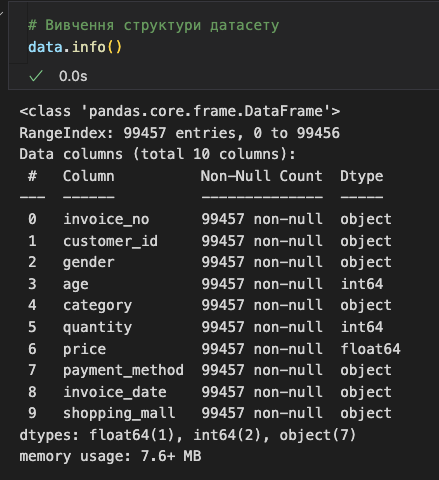 # Вивчення структури датасету
data.info()
✓ 0.0s
<class 'pandas.core.frame.DataFrame'>
RangeIndex: 99457 entries, 0 to 99456
Data columns (total 10 columns):
 #   Column          Non-Null Count  Dtype
---  ------          --------------  -----
 0   invoice_no      99457 non-null  object
 1   customer_id     99457 non-null  object
 2   gender          99457 non-null  object
 3   age             99457 non-null  int64
 4   category        99457 non-null  object
 5   quantity        99457 non-null  int64
 6   price           99457 non-null  float64
 7   payment_method  99457 non-null  object
 8   invoice_date    99457 non-null  object
 9   shopping_mall   99457 non-null  object
dtypes: float64(1), int64(2), object(7)
memory usage: 7.6+ MB